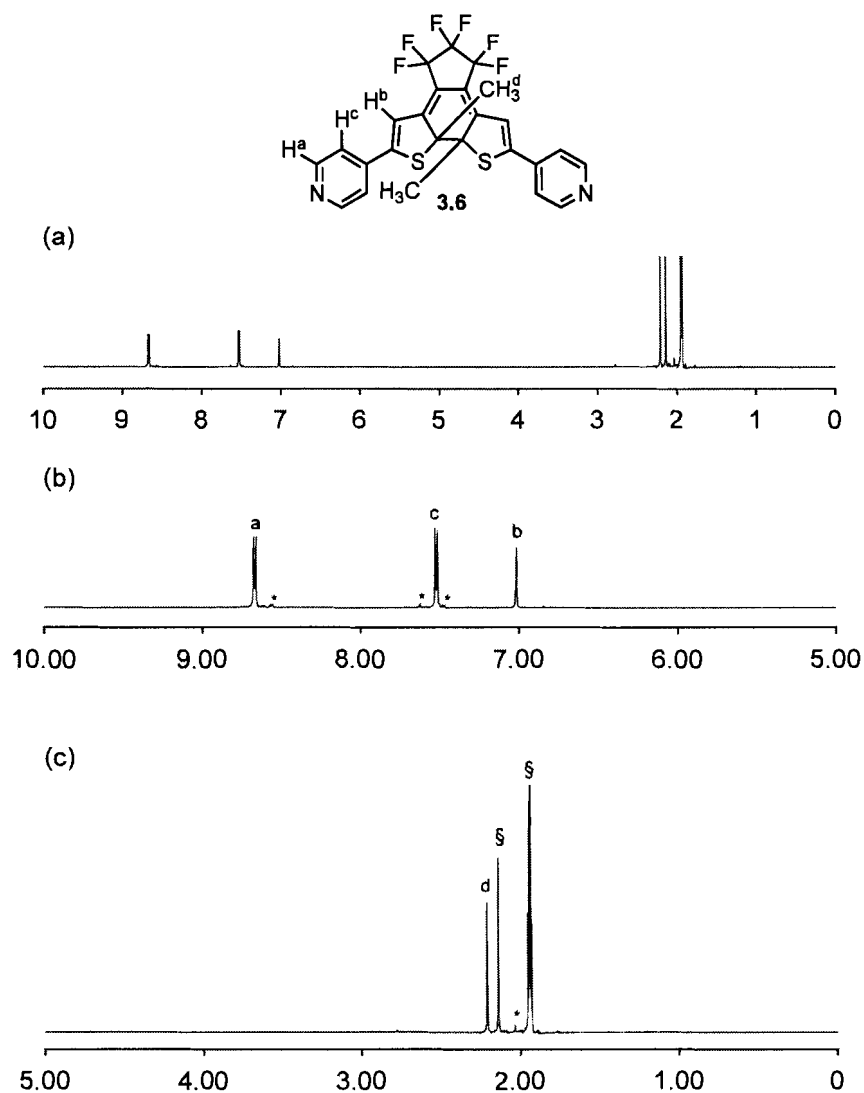 F F F F
F F
CH₃ᵈ
Hᵇ
Hᶜ
Hᵃ
S S
N H₃C N
3.6
(a)
10 9 8 7 6 5 4 3 2 1 0
(b)
a c b
* * *
10.00 9.00 8.00 7.00 6.00 5.00
(c)
§
§
d
*
5.00 4.00 3.00 2.00 1.00 0